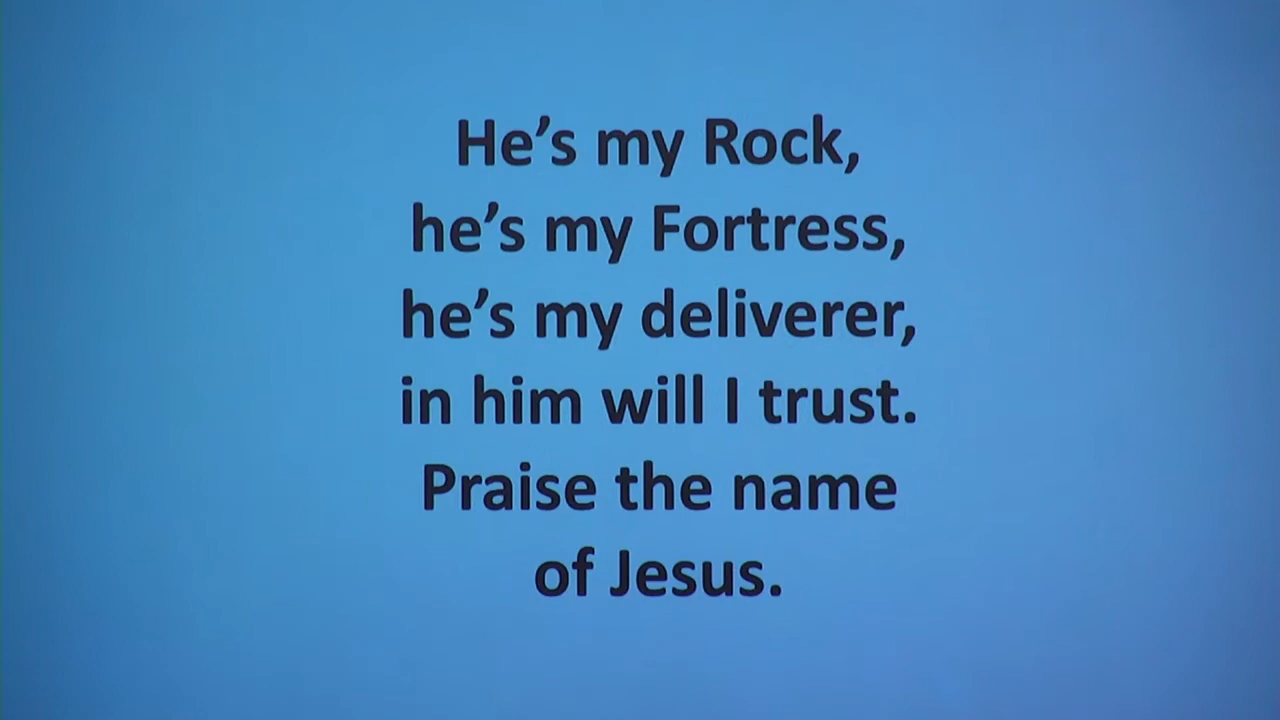 He’s my Rock,
he’s my Fortress,
he’s my deliverer,
in him will I trust.
Praise the name
of Jesus.